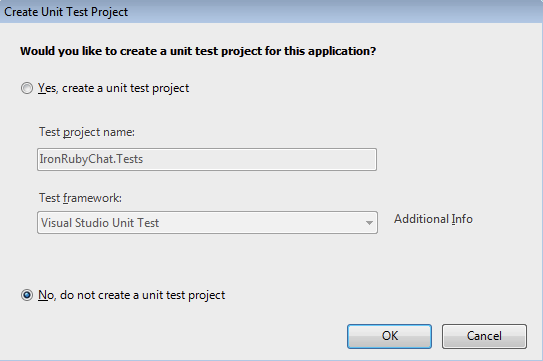 Create Unit Test Project
Would you like to create a unit test project for this application?
Yes, create a unit test project
Test project name:
IronRubyChat.Tests
Test framework:
Visual Studio Unit Test
Additional Info
No, do not create a unit test project
OK
Cancel